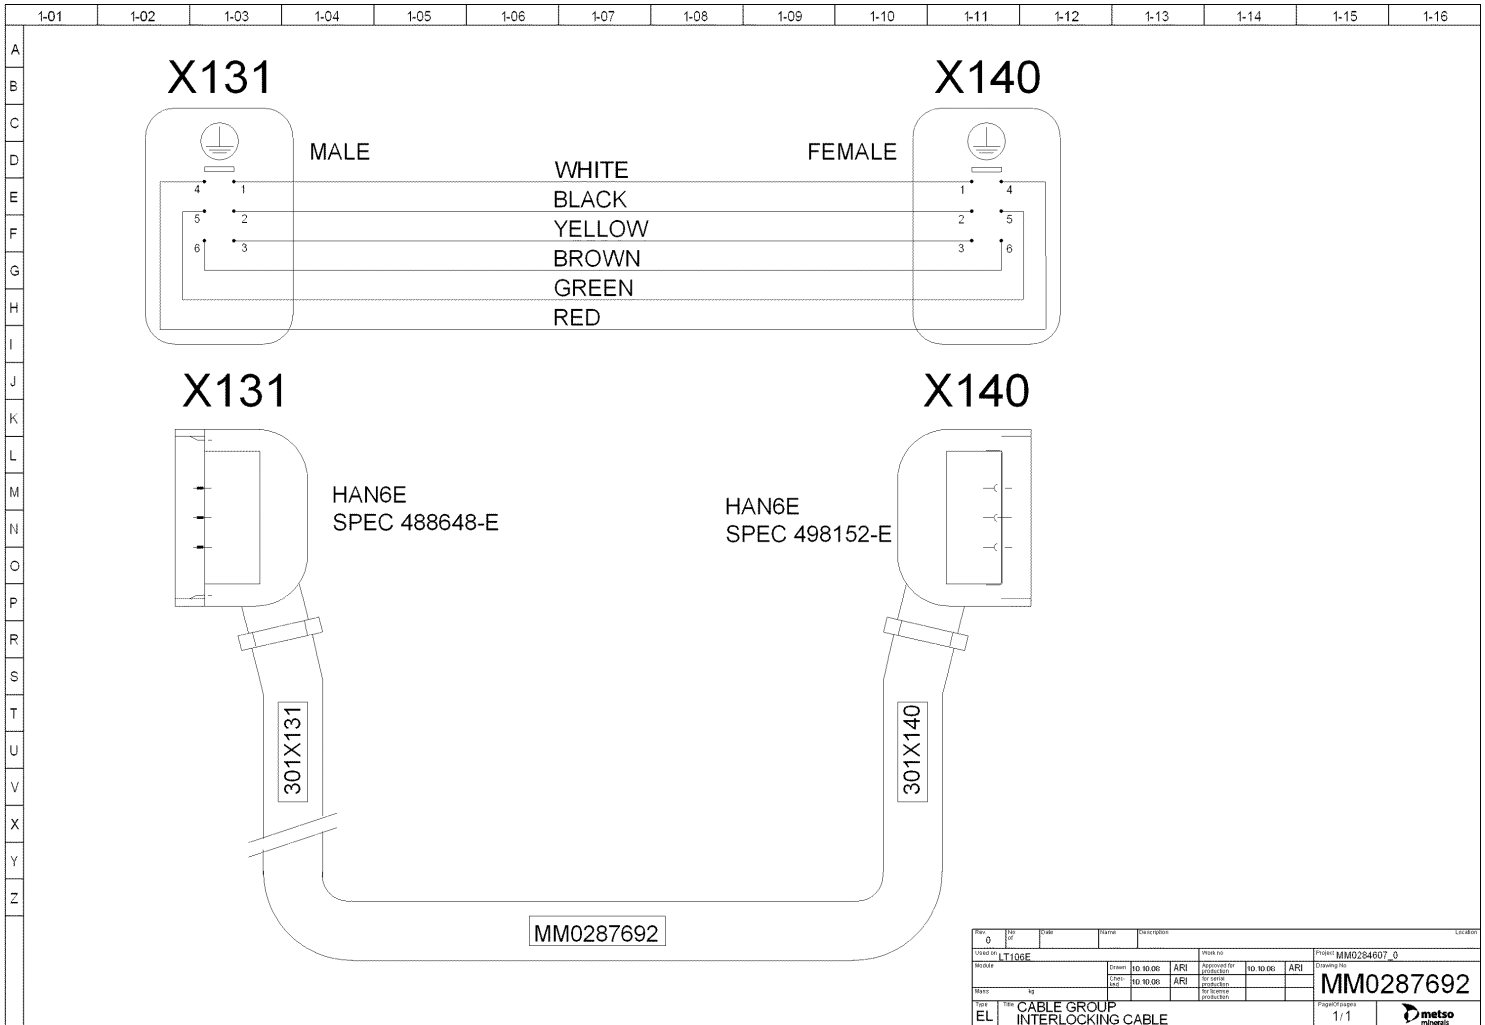 1-01 1-02 1-03 1-04 1-05 1-06 1-07 1-08 1-09 1-10 1-11 1-12 1-13 1-14 1-15 1-16
A
B
C
D
E
F
G
H
I
J
K
L
M
N
O
P
R
S
T
U
V
X
Y
Z
X131 X140
MALE FEMALE
WHITE
4 1 1 4
BLACK
5 2 2 5
YELLOW
6 3 3 6
BROWN
GREEN
RED
X131 X140
HAN6E
SPEC 488648-E
HAN6E
SPEC 498152-E
301X131
301X140
MM0287692
Rev. 0 No of Date Name Description Location
Used on LT106E Work no Project MM0284607_0
Module Drawn 10.10.08 ARI Approved for production 10.10.08 ARI Drawing No
Chec- ked 10.10.08 ARI for serial production MM0287692
Mass kg for license production
Type EL Title CABLE GROUP
INTERLOCKING CABLE
Page/Of pages 1/1
metso
minerals